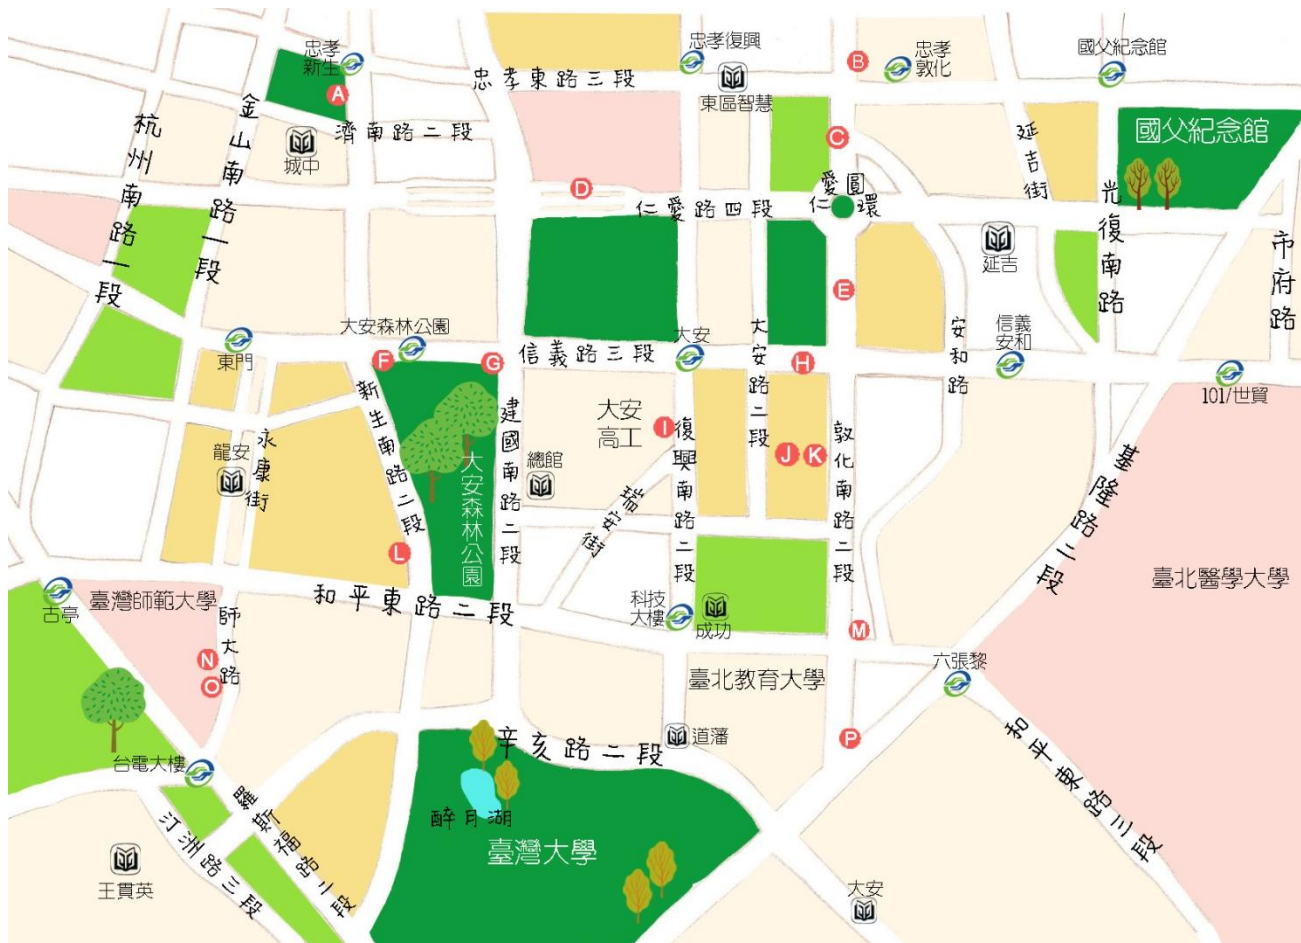 忠孝
新生
忠孝復興
B
忠孝
敦化
國父紀念館
忠孝東路三段
東區智慧
A
濟南路二段
城中
金山南路一段
杭州南路一段
C
延吉街
國父紀念館
D
愛圓
仁環
仁愛路四段
光復南路
市府路
延吉
E
大安森林公園
東門
F
G
信義路三段
大安
H
大安路二段
安和路
信義
安和
101/世貿
新生南路二段
建國南路二段
大安
高工
I
復興南路二段
J
K
敦化南路二段
基隆路二段
龍安
永康街
大安森林公園
總館
瑞安街
L
臺北醫學大學
古亭
臺灣師範大學
和平東路二段
師大路
科技
大樓
成功
M
N
O
臺北教育大學
六張黎
台電大樓
辛亥路二段
道藩
P
和平東路三段
醉月湖
臺灣大學
羅斯福路三段
汀洲路三段
王貫英
大安